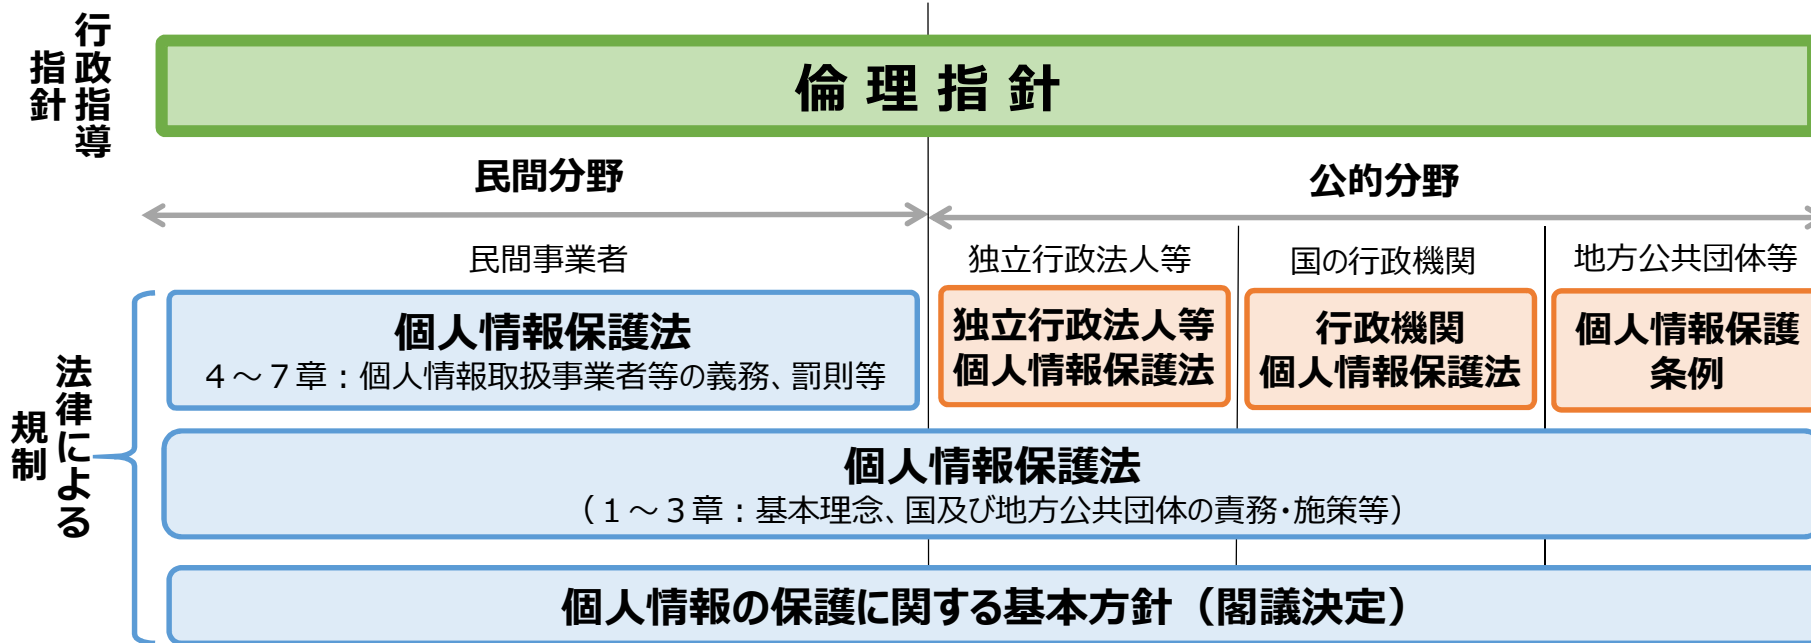 行政指導
指針
倫理指針
民間分野
公的分野
民間事業者
独立行政法人等
国の行政機関
地方公共団体等
法律による
規制
個人情報保護法
4～7章：個人情報取扱事業者等の義務、罰則等
独立行政法人等
個人情報保護法
行政機関
個人情報保護法
個人情報保護
条例
個人情報保護法
（1～3章：基本理念、国及び地方公共団体の責務・施策等）
個人情報の保護に関する基本方針（閣議決定）